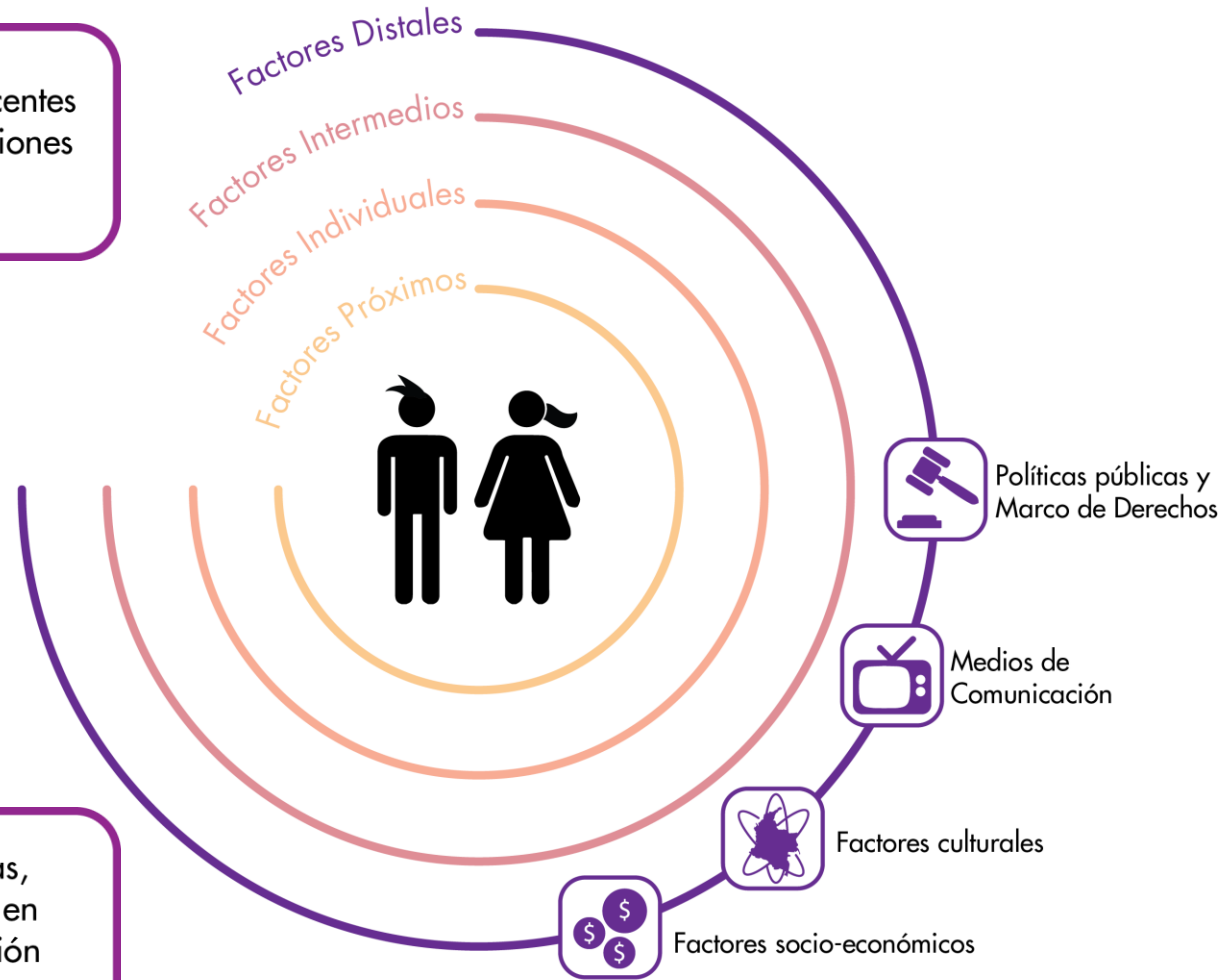 Factores Distales
Factores Intermedios
Factores Individuales
Factores Próximos
Políticas públicas y
Marco de Derechos
Medios de
Comunicación
Factores culturales
$
$
$
Factores socio-económicos
en